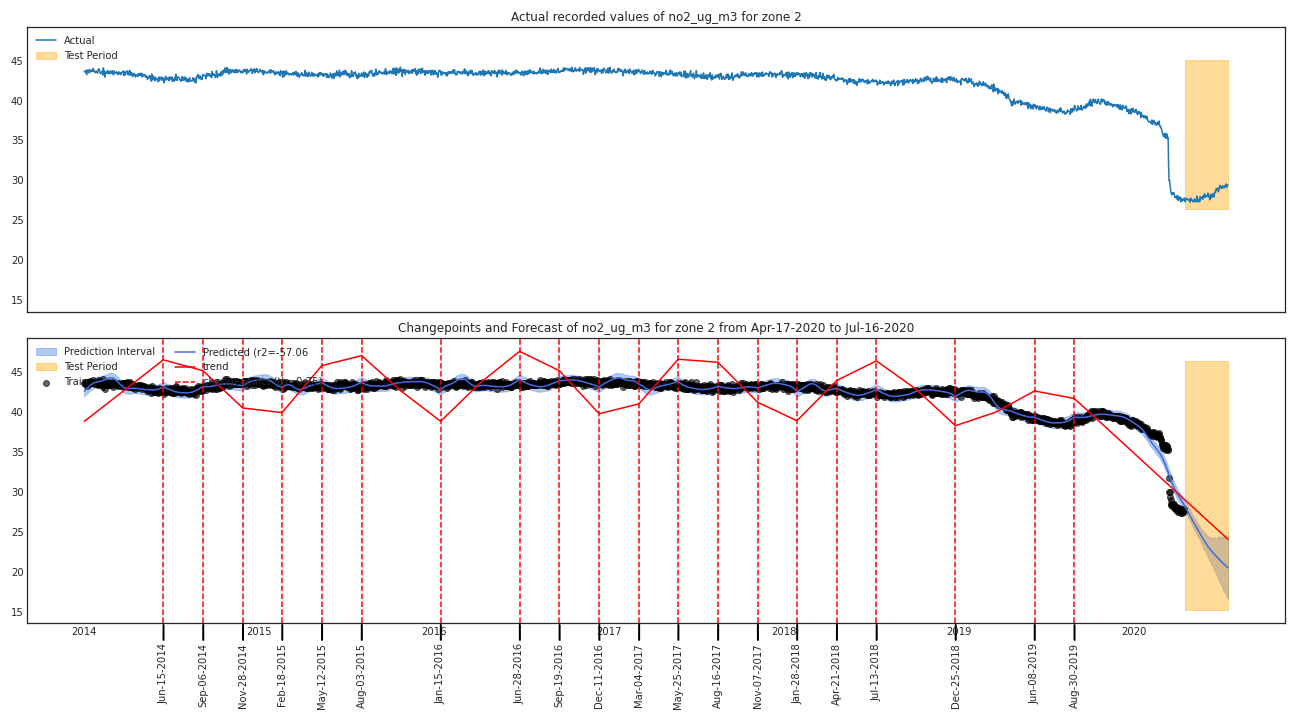 Actual recorded values of no2_ug_m3 for zone 2
Actual
Test Period
45
40
35
30
25
20
15
Changepoints and Forecast of no2_ug_m3 for zone 2 from Apr-17-2020 to Jul-16-2020
Prediction Interval
Predicted (r2=-57.06
Test Period
trend
45
40
35
30
25
20
15
2014
2015
2016
2017
2018
2019
2020
Jun-15-2014
Sep-06-2014
Nov-28-2014
Feb-18-2015
May-12-2015
Aug-03-2015
Jan-15-2016
Jun-28-2016
Sep-19-2016
Dec-11-2016
Mar-04-2017
May-25-2017
Aug-16-2017
Nov-07-2017
Jan-28-2018
Apr-21-2018
Jul-13-2018
Dec-25-2018
Jun-08-2019
Aug-30-2019